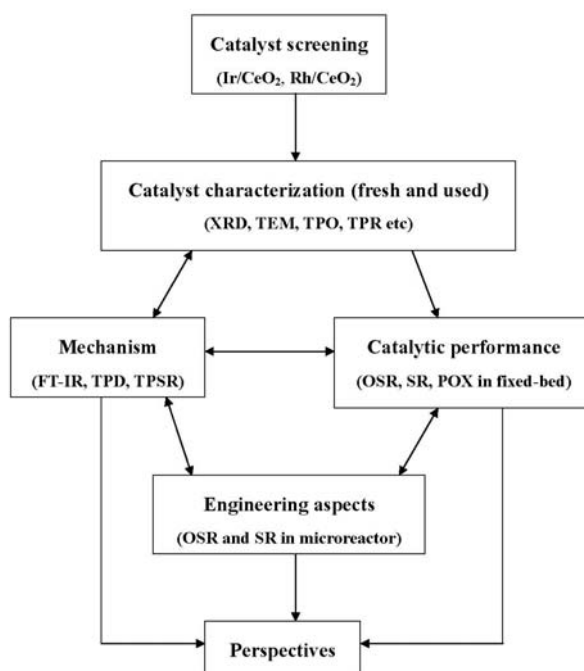 Catalyst screening
(Ir/CeO₂, Rh/CeO₂)
Catalyst characterization (fresh and used)
(XRD, TEM, TPO, TPR etc)
Mechanism
(FT-IR, TPD, TPSR)
Catalytic performance
(OSR, SR, POX in fixed-bed)
Engineering aspects
(OSR and SR in microreactor)
Perspectives